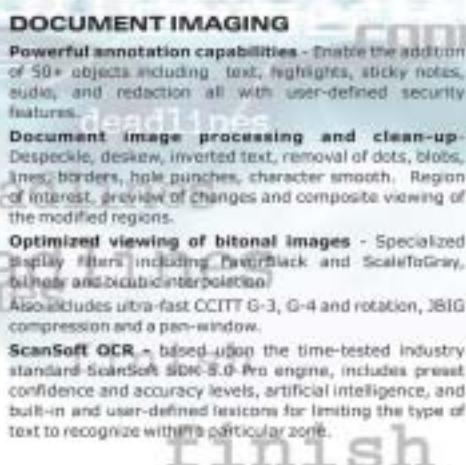 DOCUMENT IMAGING
Powerful annotation capabilities - Enable the addition
of 50+ objects including text, highlights, sticky notes,
audio, and redaction all with user-defined security
features.
deadlines
Document image processing and clean-up-
Despeckle, deskew, inverted text, removal of dots, blobs,
lines, borders, hole punches, character smooth. Region
of interest, preview of changes and composite viewing of
the modified regions.
Optimized viewing of bitonal images - Specialized
display filters including FavorBlack and ScaleToGray,
bilinear and bicubic interpolation
Also includes ultra-fast CCITT G-3, G-4 and rotation, JBIG
compression and a pan-window.
ScanSoft OCR - based upon the time-tested industry
standard ScanSoft SDK 8.0 Pro engine, includes preset
confidence and accuracy levels, artificial intelligence, and
built-in and user-defined lexicons for limiting the type of
text to recognize within a particular zone.
finish